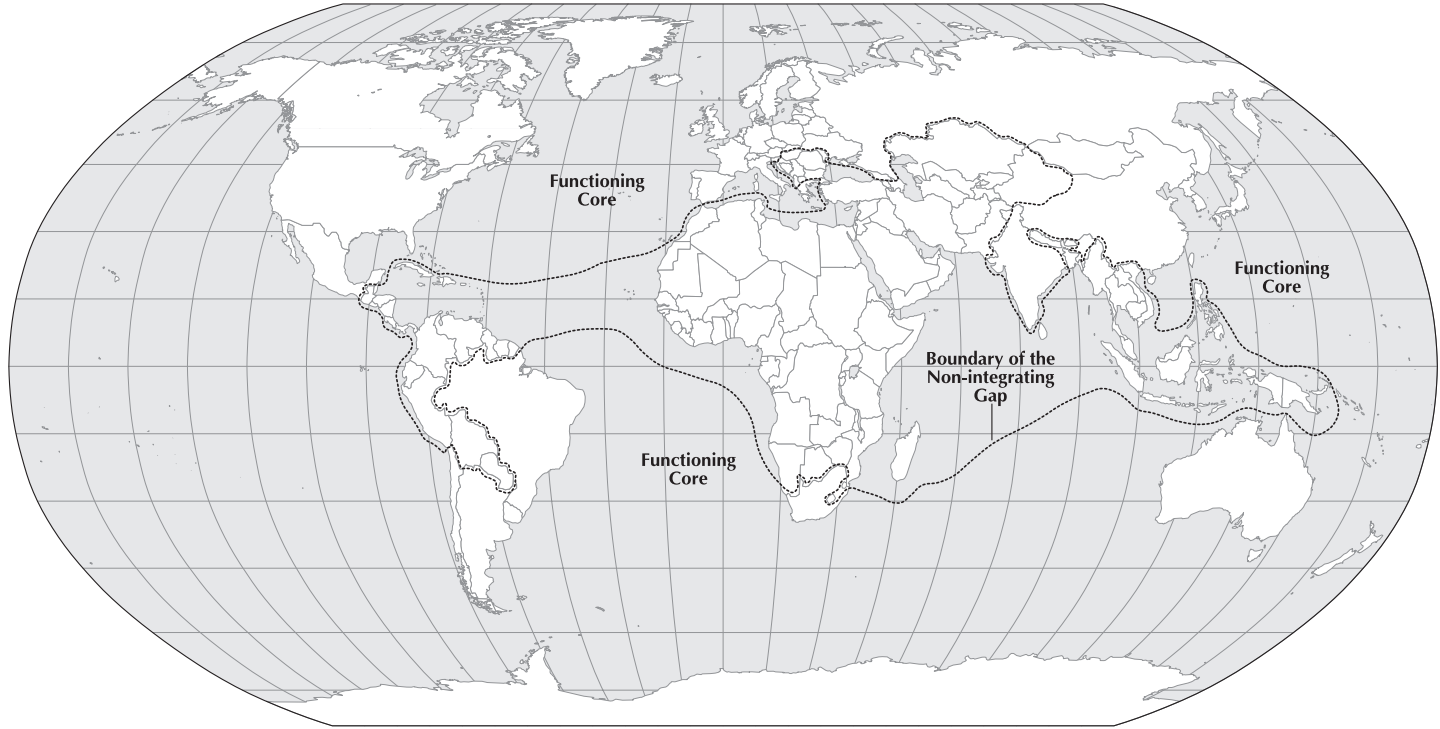 Functioning
Core
Functioning
Core
Boundary of the
Non-integrating
Gap
Functioning
Core